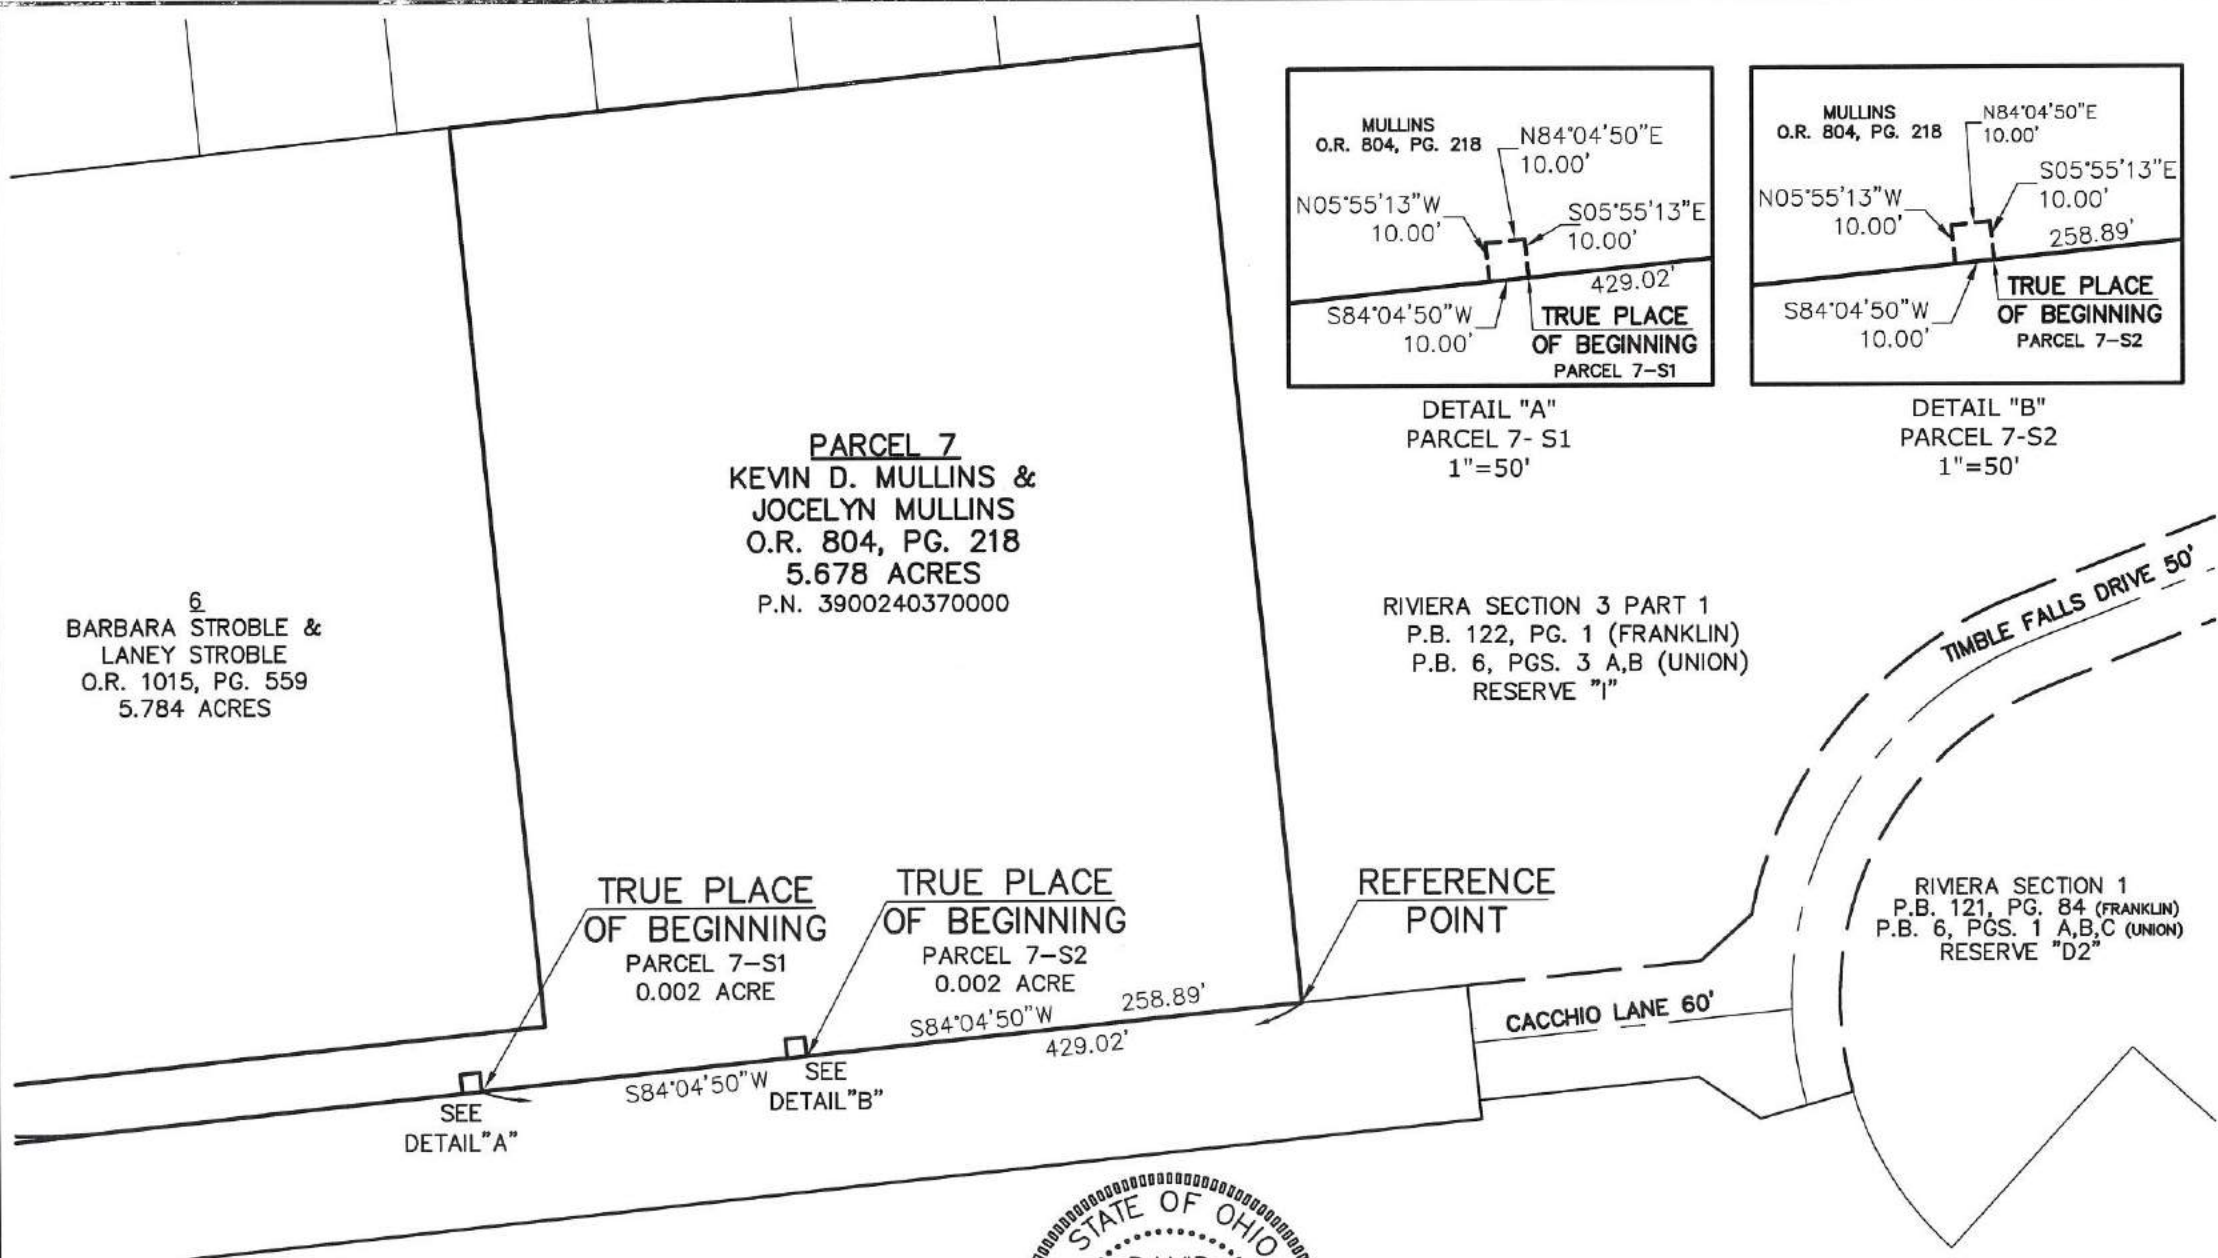 MULLINS
O.R. 804, PG. 218
N84°04'50"E
10.00'
N05°55'13"W
10.00'
S05°55'13"E
10.00'
429.02'
S84°04'50"W
10.00'
TRUE PLACE
OF BEGINNING
PARCEL 7-S1
DETAIL "A"
PARCEL 7- S1
1"=50'
MULLINS
O.R. 804, PG. 218
N84°04'50"E
10.00'
N05°55'13"W
10.00'
S05°55'13"E
10.00'
258.89'
S84°04'50"W
10.00'
TRUE PLACE
OF BEGINNING
PARCEL 7-S2
DETAIL "B"
PARCEL 7-S2
1"=50'
PARCEL 7
KEVIN D. MULLINS &
JOCELYN MULLINS
O.R. 804, PG. 218
5.678 ACRES
P.N. 3900240370000
6
BARBARA STROBLE &
LANEY STROBLE
O.R. 1015, PG. 559
5.784 ACRES
RIVIERA SECTION 3 PART 1
P.B. 122, PG. 1 (FRANKLIN)
P.B. 6, PGS. 3 A,B (UNION)
RESERVE "I"
TIMBLE FALLS DRIVE 50'
TRUE PLACE
OF BEGINNING
PARCEL 7-S1
0.002 ACRE
TRUE PLACE
OF BEGINNING
PARCEL 7-S2
0.002 ACRE
REFERENCE
POINT
RIVIERA SECTION 1
P.B. 121, PG. 84 (FRANKLIN)
P.B. 6, PGS. 1 A,B,C (UNION)
RESERVE "D2"
S84°04'50"W 258.89'
429.02'
CACCHIO LANE 60'
S84°04'50"W
SEE
DETAIL"B"
SEE
DETAIL"A"
STATE OF OHIO